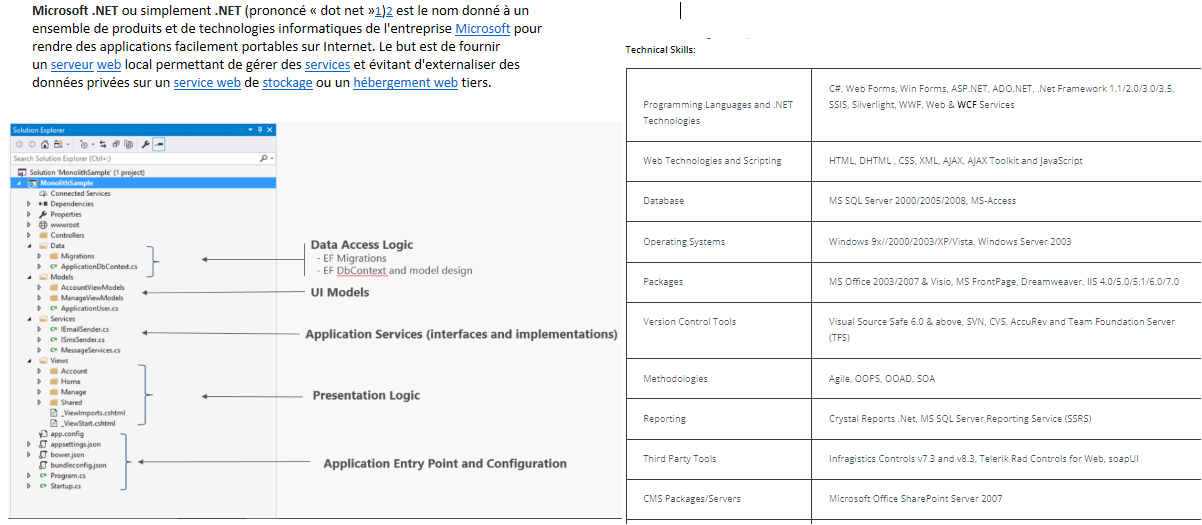 Microsoft .NET ou simplement .NET (prononcé « dot net »1)2 est le nom donné à un
ensemble de produits et de technologies informatiques de l'entreprise Microsoft pour
rendre des applications facilement portables sur Internet. Le but est de fournir
un serveur web local permettant de gérer des services et évitant d'externaliser des
données privées sur un service web de stockage ou un hébergement web tiers.
Solution Explorer
Search Solution Explorer (Ctrl+;)
Solution 'MonolithSample' (1 project)
MonolithSample
Connected Services
Dependencies
Properties
wwwroot
Controllers
Data
Migrations
ApplicationDbContext.cs
Models
AccountViewModels
ManageViewModels
ApplicationUser.cs
Services
IEmailSender.cs
ISmsSender.cs
MessageServices.cs
Views
Account
Home
Manage
Shared
_ViewImports.cshtml
_ViewStart.cshtml
app.config
appsettings.json
bower.json
bundleconfig.json
Program.cs
Startup.cs
Data Access Logic
- EF Migrations
- EF DbContext and model design
UI Models
Application Services (interfaces and implementations)
Presentation Logic
Application Entry Point and Configuration
Technical Skills:
Programming Languages and .NET
Technologies
C#, Web Forms, Win Forms, ASP.NET, ADO.NET, .Net Framework 1.1/2.0/3.0/3.5,
SSIS, Silverlight, WWF, Web & WCF Services
Web Technologies and Scripting
HTML, DHTML , CSS, XML, AJAX, AJAX Toolkit and JavaScript
Database
MS SQL Server 2000/2005/2008, MS-Access
Operating Systems
Windows 9x//2000/2003/XP/Vista, Windows Server 2003
Packages
MS Office 2003/2007 & Visio, MS FrontPage, Dreamweaver, IIS 4.0/5.0/5.1/6.0/7.0
Version Control Tools
Visual Source Safe 6.0 & above, SVN, CVS, AccuRev and Team Foundation Server
(TFS)
Methodologies
Agile, OOPS, OOAD, SOA
Reporting
Crystal Reports .Net, MS SQL Server Reporting Service (SSRS)
Third Party Tools
Infragistics Controls v7.3 and v8.3, Telerik Rad Controls for Web, soapUI
CMS Packages/Servers
Microsoft Office SharePoint Server 2007